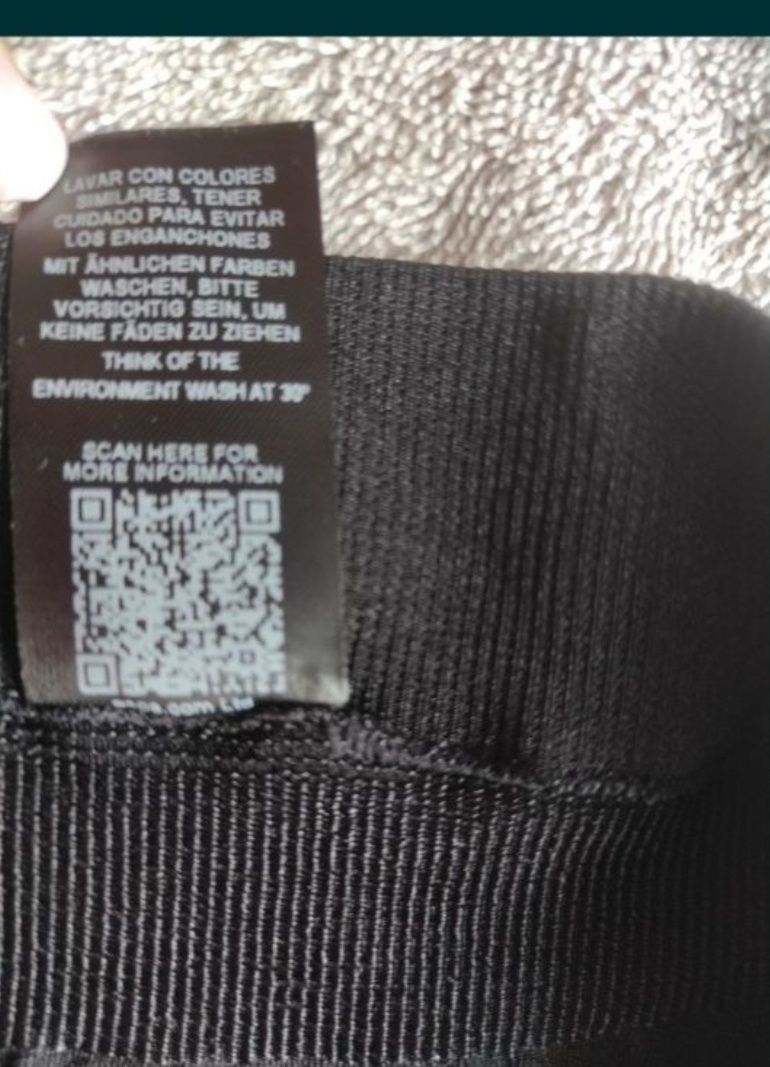 LAVAR CON COLORES
SIMILARES, TENER
CUIDADO PARA EVITAR
LOS ENGANCHONES
MIT ÄHNLICHEN FARBEN
WASCHEN, BITTE
VORSICHTIG SEIN, UM
KEINE FÄDEN ZU ZIEHEN
THINK OF THE
ENVIRONMENT WASH AT 30°
SCAN HERE FOR
MORE INFORMATION